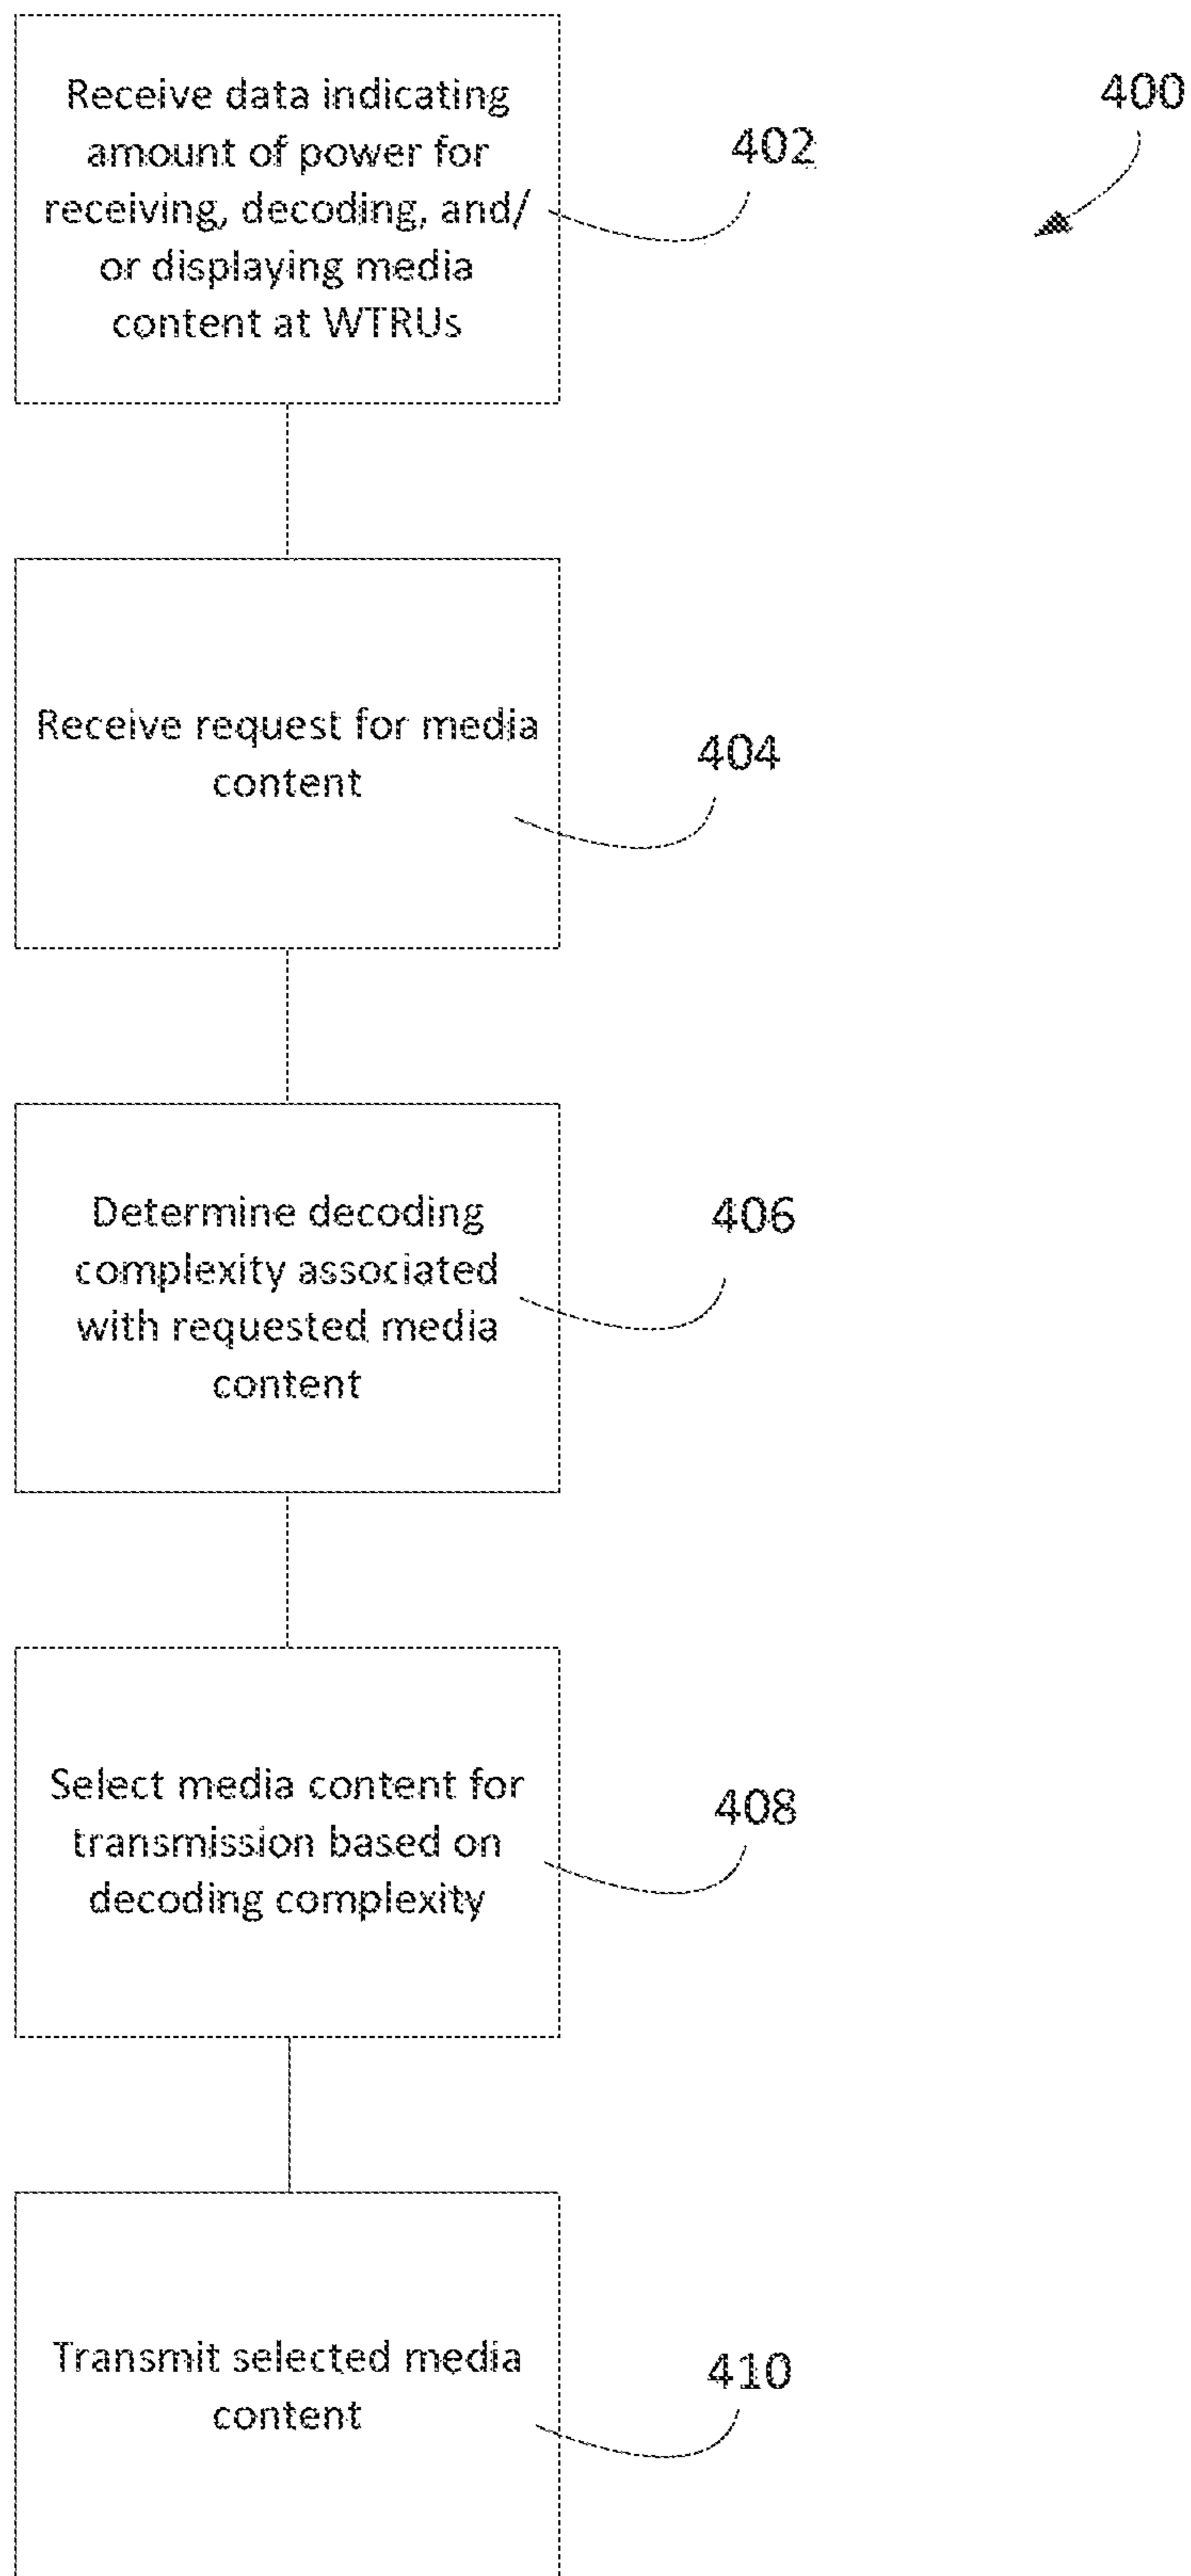 Receive data indicating
amount of power for
receiving, decoding, and/
or displaying media
content at WTRUs
402
400
Receive request for media
content
404
Determine decoding
complexity associated
with requested media
content
406
Select media content for
transmission based on
decoding complexity
408
Transmit selected media
content
410